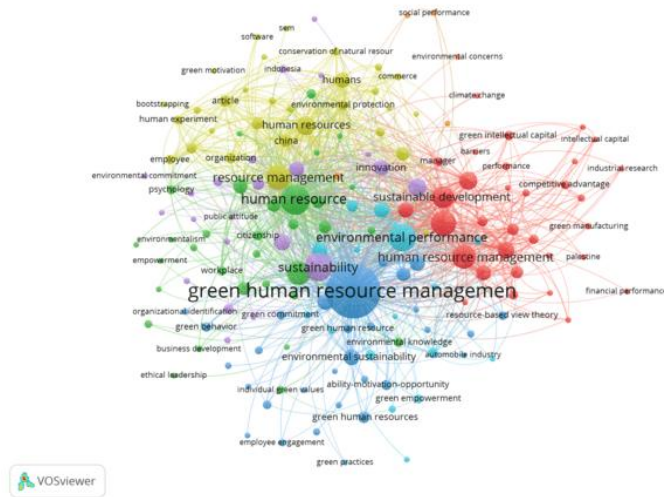 social performance
sem
software
conservation of natural resour
environmental concerns
green motivation
indonesia
humans
commerce
climate change
bootstrapping
article
environmental protection
human experiment
human resources
green intellectual capital
intellectual capital
china
barriers
employee
organization
innovation
manager
performance
industrial research
environmental commitment
resource management
competitive advantage
psychology
human resource
sustainable development
public attitude
green manufacturing
environmentalism
citizenship
environmental performance
empowerment
workplace
sustainability
human resource management
palestine
green human resource managemen
financial performance
organizational identification
green commitment
resource-based view theory
green behavior
green human resource
environmental knowledge
business development
environmental sustainability
automobile industry
ethical leadership
individual green values
ability-motivation-opportunity
green empowerment
green human resources
employee engagement
green practices
VOSviewer